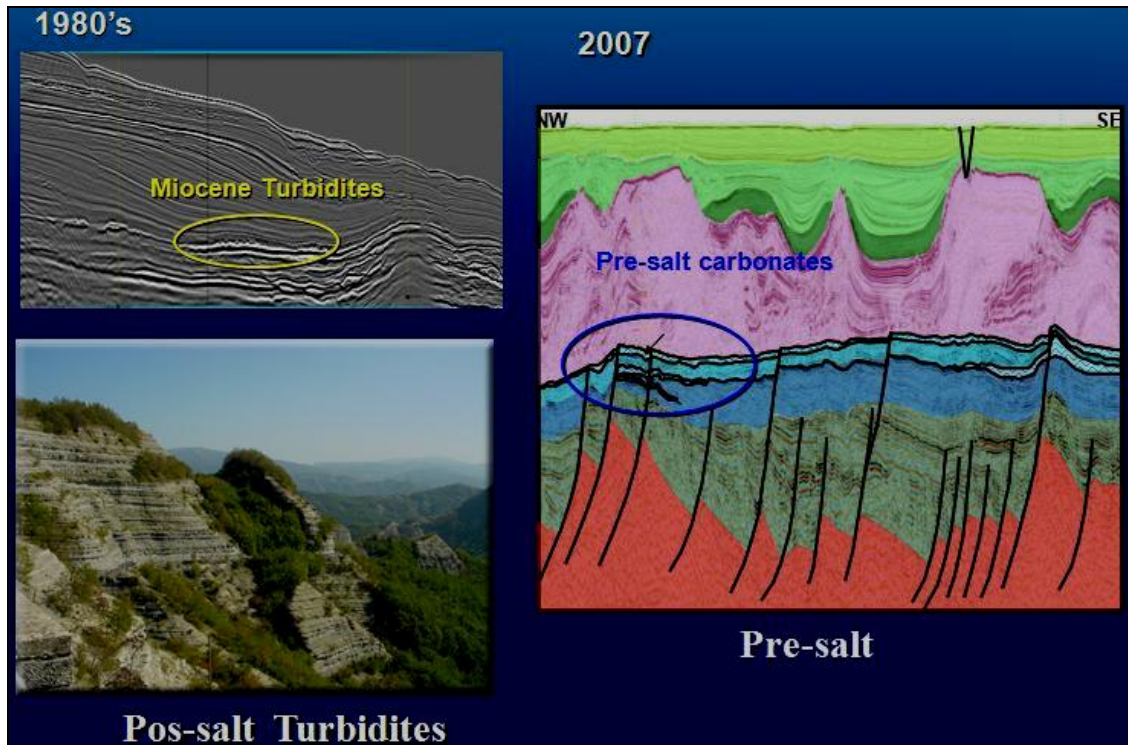 1980's
Miocene Turbidites
Pos-salt Turbidites
2007
NW
SE
Pre-salt carbonates
Pre-salt